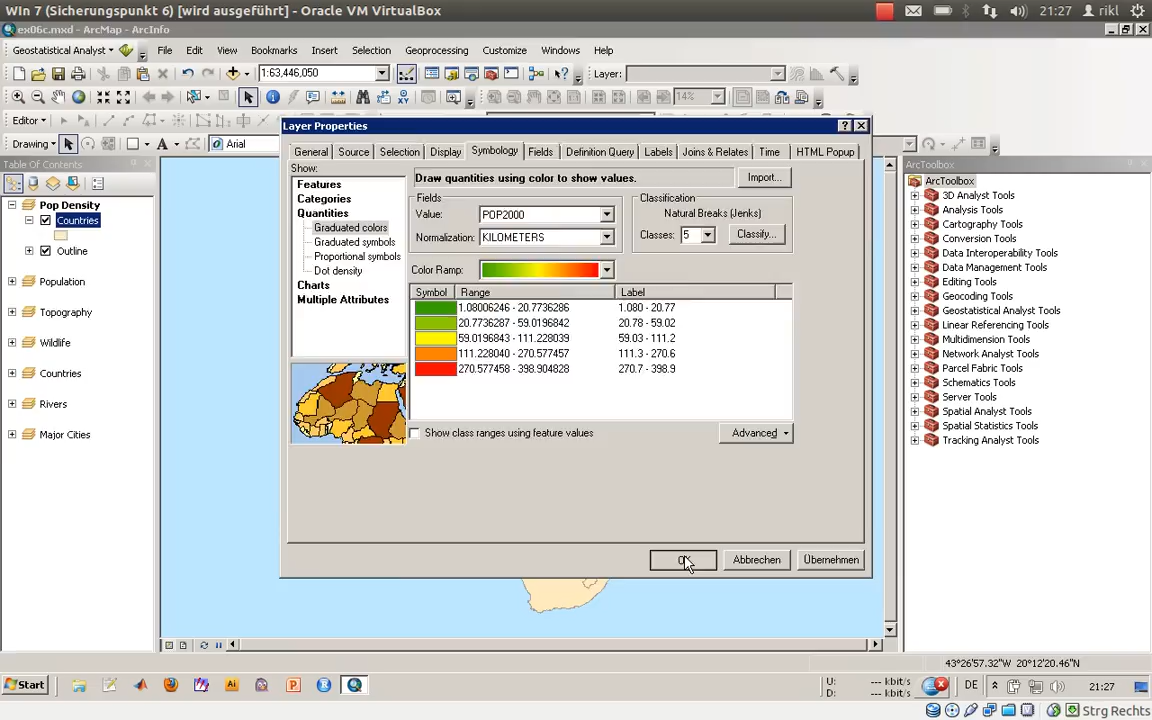 WIn 7 (Sicherungspunkt 6) [wird ausgeführt] - Oracle VM VirtualBox
21:27
rikl
ex06c.mxd - ArcMap - ArcInfo
Geostatistical Analyst
File Edit View Bookmarks Insert Selection Geoprocessing Customize Windows Help
1:63,446,050
Layer:
14%
Editor
Drawing
Arial
Table Of Contents
Pop Density
Countries
Outline
Population
Topography
Wildlife
Countries
Rivers
Major Cities
Layer Properties
General Source Selection Display Symbology Fields Definition Query Labels Joins & Relates Time HTML Popup
Show:
Features
Categories
Quantities
Graduated colors
Graduated symbols
Proportional symbols
Dot density
Charts
Multiple Attributes
Draw quantities using color to show values.
Import...
Fields
Value: POP2000
Normalization: KILOMETERS
Classification
Natural Breaks (Jenks)
Classes: 5
Classify...
Color Ramp:
Symbol Range Label
1.08006246 - 20.7736286 1.080 - 20.77
20.7736287 - 59.0196842 20.78 - 59.02
59.0196843 - 111.228039 59.03 - 111.2
111.228040 - 270.577457 111.3 - 270.6
270.577458 - 398.904828 270.7 - 398.9
Show class ranges using feature values
Advanced
Abbrechen
Übernehmen
ArcToolbox
ArcToolbox
3D Analyst Tools
Analysis Tools
Cartography Tools
Conversion Tools
Data Interoperability Tools
Data Management Tools
Editing Tools
Geocoding Tools
Geostatistical Analyst Tools
Linear Referencing Tools
Multidimension Tools
Network Analyst Tools
Parcel Fabric Tools
Schematics Tools
Server Tools
Spatial Analyst Tools
Spatial Statistics Tools
Tracking Analyst Tools
43°26'57.32"W 20°12'20.46"N
Start
U: --- kbit/s
D: --- kbit/s
DE
21:27
Strg Rechts